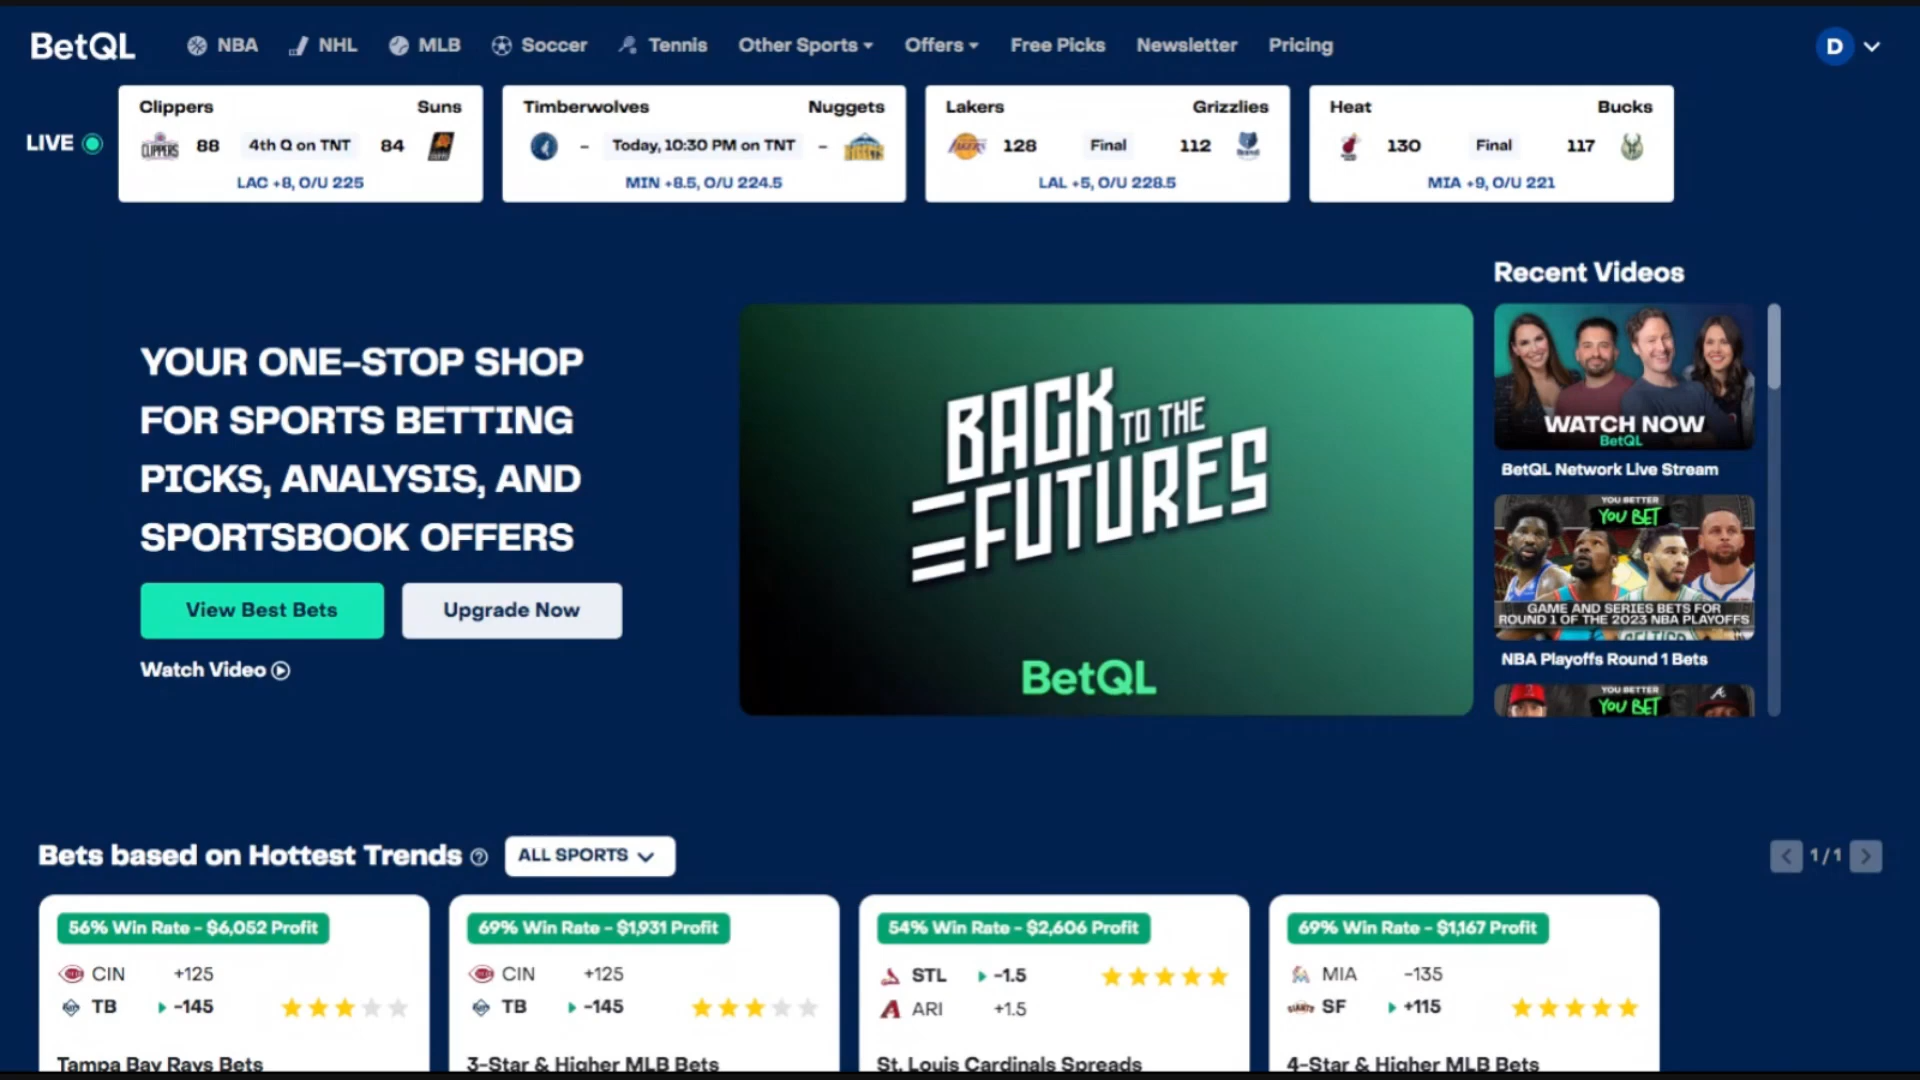 BetQL NBA NHL MLB Soccer Tennis Other Sports Offers Free Picks Newsletter Pricing D
LIVE
Clippers Suns
CLIPPERS 88 4th Q on TNT 84
LAC +8, O/U 225
Timberwolves Nuggets
– Today, 10:30 PM on TNT –
MIN +8.5, O/U 224.5
Lakers Grizzlies
LAKERS 128 Final 112
LAL +5, O/U 228.5
Heat Bucks
130 Final 117
MIA +9, O/U 221
YOUR ONE-STOP SHOP
FOR SPORTS BETTING
PICKS, ANALYSIS, AND
SPORTSBOOK OFFERS
View Best Bets
Upgrade Now
Watch Video
BACK TO THE
FUTURES
BetQL
Recent Videos
WATCH NOW
BetQL
BetQL Network Live Stream
YOU BETTER
YOU BET
GAME AND SERIES BETS FOR
ROUND 1 OF THE 2023 NBA PLAYOFFS
NBA Playoffs Round 1 Bets
YOU BETTER
YOU BET
Bets based on Hottest Trends ? ALL SPORTS
1 / 1
56% Win Rate - $6,052 Profit
CIN +125
TB -145
Tampa Bay Rays Bets
69% Win Rate - $1,931 Profit
CIN +125
TB -145
3-Star & Higher MLB Bets
54% Win Rate - $2,606 Profit
STL -1.5
ARI +1.5
St. Louis Cardinals Spreads
69% Win Rate - $1,167 Profit
MIA -135
GIANTS SF +115
4-Star & Higher MLB Bets